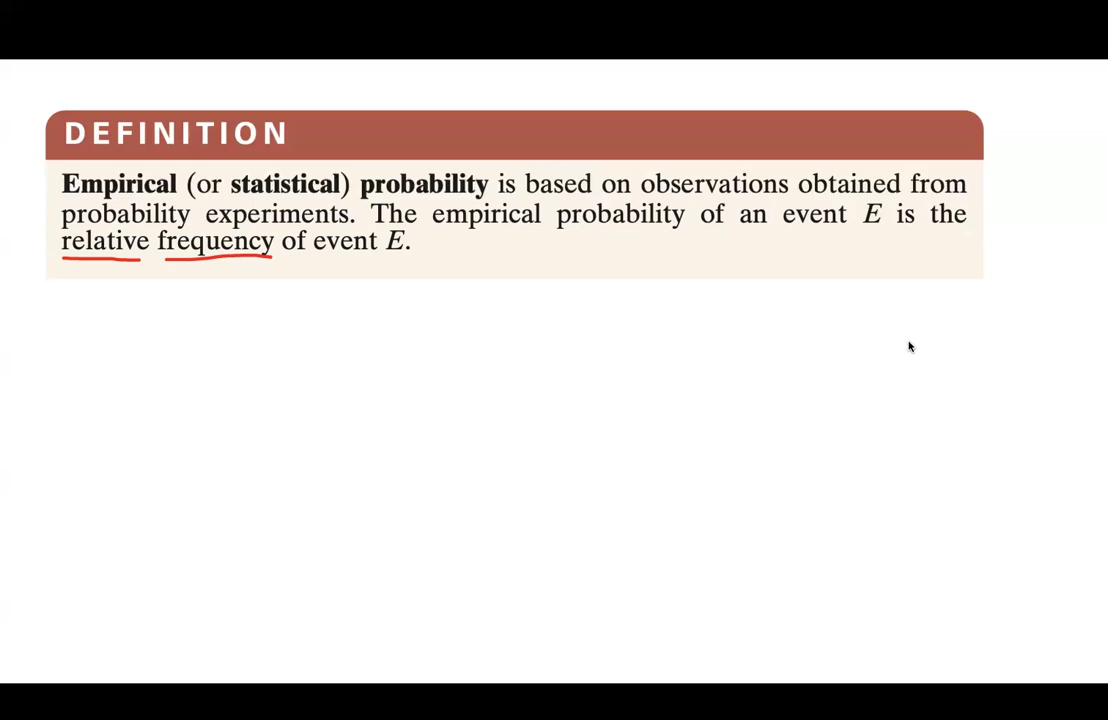 DEFINITION
Empirical (or statistical) probability is based on observations obtained from
probability experiments. The empirical probability of an event E is the
relative frequency of event E.